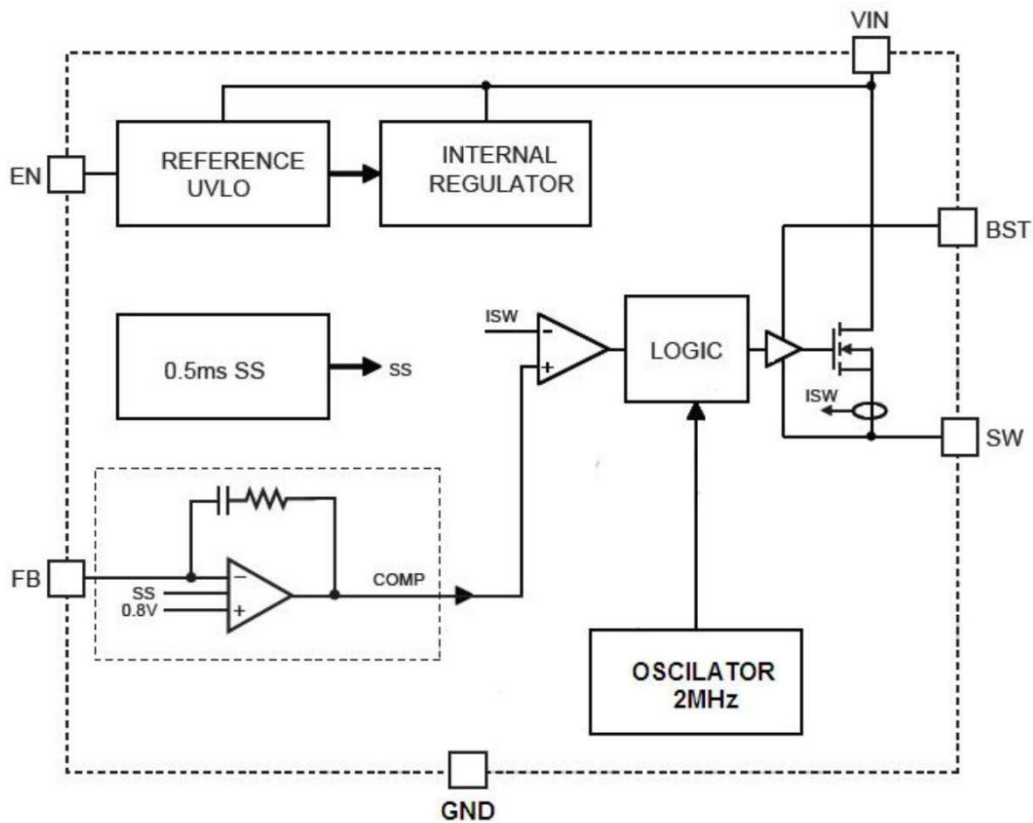 VIN
REFERENCE
UVLO
INTERNAL
REGULATOR
EN
BST
ISW
-
+
LOGIC
0.5ms SS
SS
ISW
SW
FB
-
SS
0.8V
+
COMP
OSCILATOR
2MHz
GND